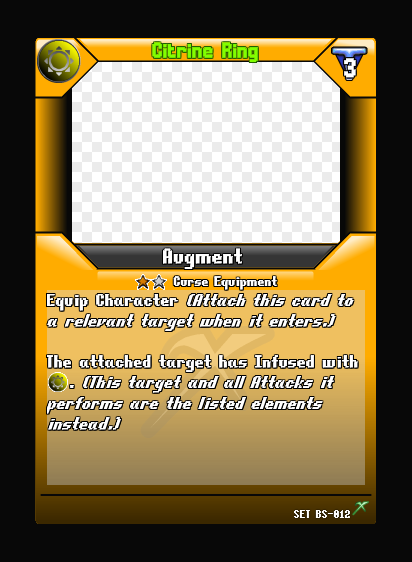 Citrine Ring
3
Augment
Curse Equipment
Equip Character (Attach this card to
a relevant target when it enters.)
The attached target has Infused with
. (This target and all Attacks it
performs are the listed elements
instead.)
SET BS-012